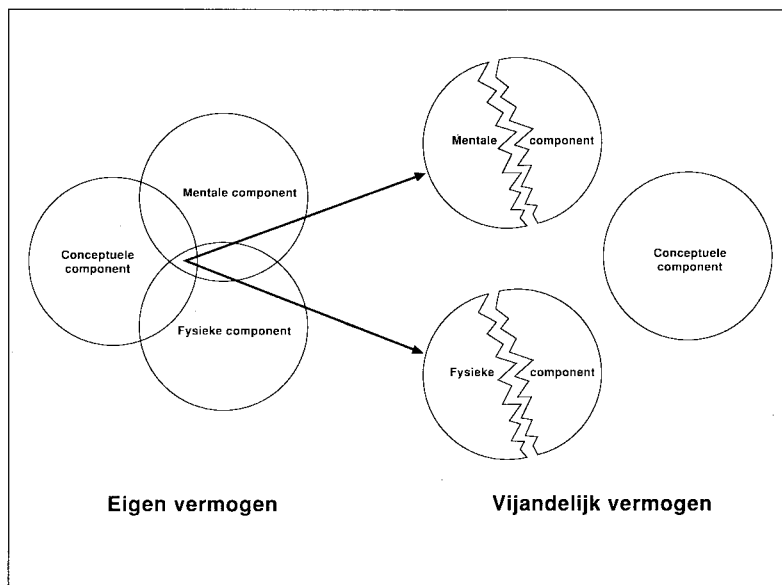 Mentale component
Conceptuele
component
Fysieke component
Mentale component
Fysieke component
Conceptuele
component
Eigen vermogen
Vijandelijk vermogen